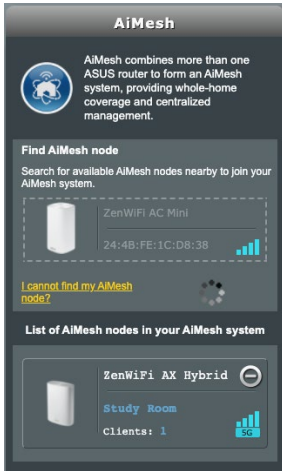 AiMesh
AiMesh combines more than one
ASUS router to form an AiMesh
system, providing whole-home
coverage and centralized
management.
Find AiMesh node
Search for available AiMesh nodes nearby to join your
AiMesh system.
ZenWiFi AC Mini
24:4B:FE:1C:D8:38
I cannot find my AiMesh
node?
List of AiMesh nodes in your AiMesh system
ZenWiFi AX Hybrid
Study Room
Clients: 1
5G